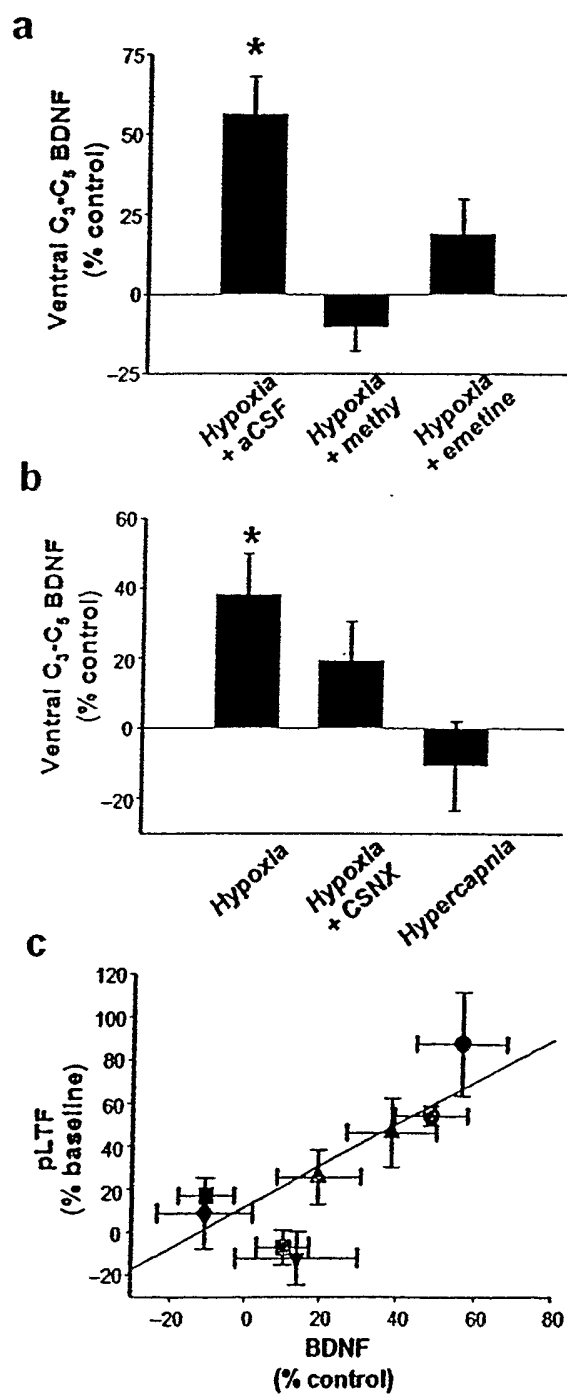 a
Ventral C₃-C₅ BDNF
(% control)
75
50
25
0
-25
*
Hypoxia
+ aCSF
Hypoxia
+ methy
Hypoxia
+ emetine
b
Ventral C₃-C₅ BDNF
(% control)
60
40
20
0
-20
*
Hypoxia
Hypoxia
+ CSNX
Hypercapnia
c
pLTF
(% baseline)
120
100
80
60
40
20
0
-20
-20
0
20
40
60
80
BDNF
(% control)